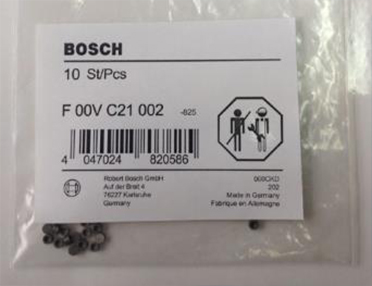 BOSCH
10 St/Pcs
F 00V C21 002 -825
4 047024 820586
Robert Bosch GmbH
Auf der Breit 4
76227 Karlsruhe
Germany
202
Made in Germany
Fabriqué en Allemagne